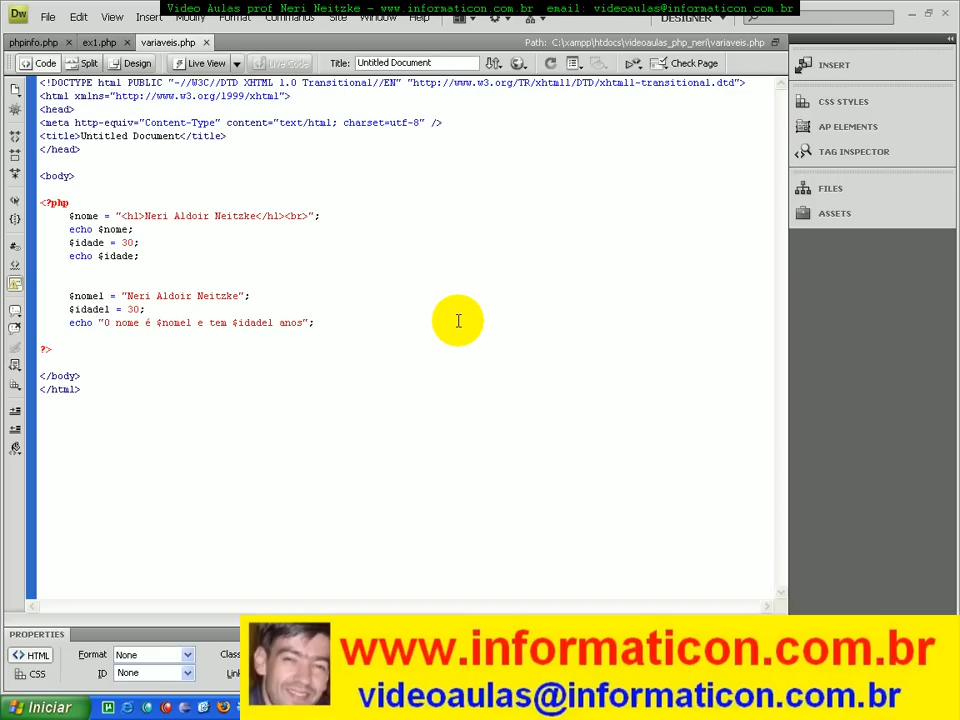 Video Aulas prof Neri Neitzke - www.informaticon.com.br email: videoaulas@informaticon.com.br
Dw File Edit View Insert Modify Format Commands Site Window Help DESIGNER
phpinfo.php × ex1.php × variaveis.php × Path: C:\xampp\htdocs\videoaulas_php_neri\variaveis.php
Code Split Design Live View Live Code Title: Untitled Document Check Page
<!DOCTYPE html PUBLIC "-//W3C//DTD XHTML 1.0 Transitional//EN" "http://www.w3.org/TR/xhtml1/DTD/xhtml1-transitional.dtd">
<html xmlns="http://www.w3.org/1999/xhtml">
<head>
<meta http-equiv="Content-Type" content="text/html; charset=utf-8" />
<title>Untitled Document</title>
</head>
<body>
<?php
$nome = "<h1>Neri Aldoir Neitzke</h1><br>";
echo $nome;
$idade = 30;
echo $idade;
$nome1 = "Neri Aldoir Neitzke";
$idade1 = 30;
echo "O nome é $nome1 e tem $idade1 anos";
?>
</body>
</html>
INSERT
CSS STYLES
AP ELEMENTS
TAG INSPECTOR
FILES
ASSETS
PROPERTIES
HTML Format None Class
CSS ID None Link
Iniciar
www.informaticon.com.br
videoaulas@informaticon.com.br